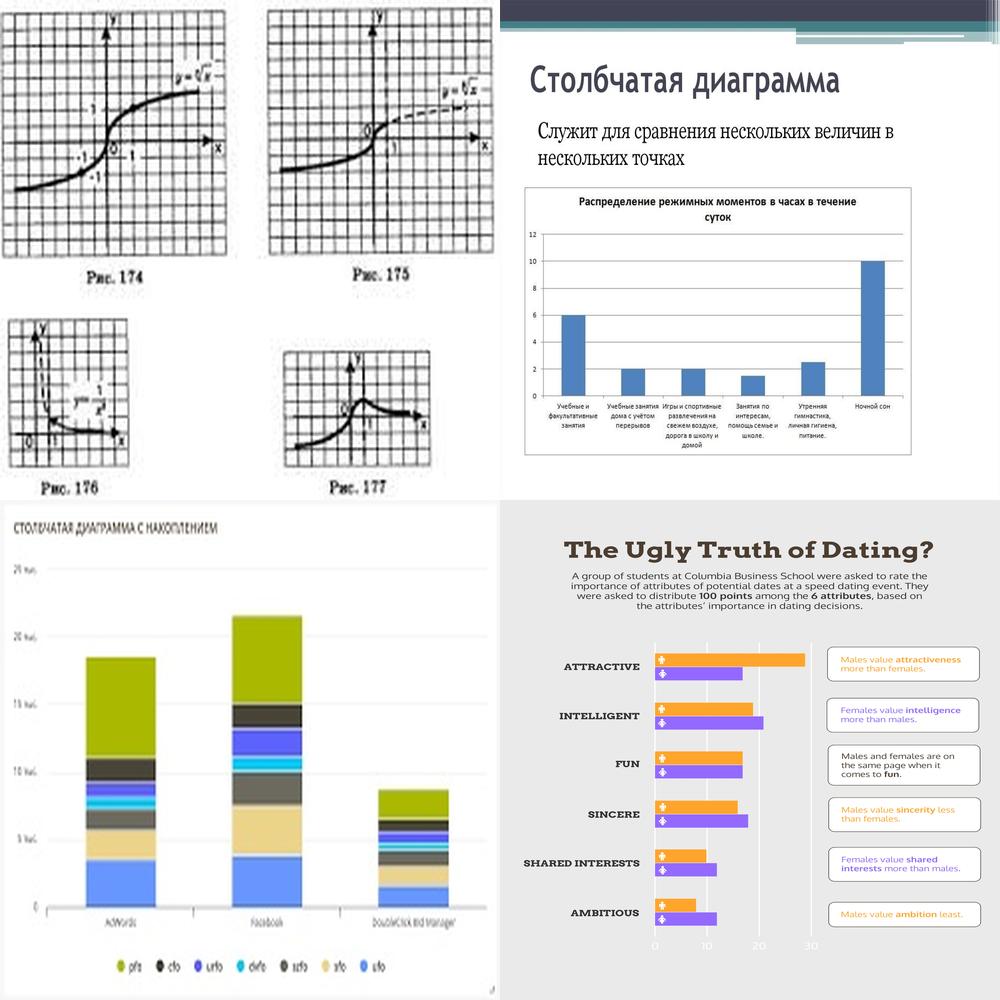 y
y = ∛x
1
-1
0
1
x
-1
Рис. 174
y
0
1
x
Рис. 175
y
0
1
x
Рис. 176
y
0
1
x
Рис. 177
Столбчатая диаграмма
Служит для сравнения нескольких величин в
нескольких точках
Распределение режимных моментов в часах в течение
суток
12
10
8
6
4
2
0
Учебные и
факультативные
занятия
Учебные занятия
дома с учётом
перерывов
Игры и спортивные
развлечения на
свежем воздухе,
дорога в школу и
домой
Занятия по
интересам,
помощь семье и
школе.
Утренняя
гимнастика,
личная гигиена,
питание.
Ночной сон
СТОЛБЧАТАЯ ДИАГРАММА С НАКОПЛЕНИЕМ
25 тыс.
20 тыс.
15 тыс.
10 тыс.
5 тыс.
0
AdWords
Facebook
DoubleClick Bid Manager
cfo
urfo
szfo
sfo
ufo
The Ugly Truth of Dating?
A group of students at Columbia Business School were asked to rate the
importance of attributes of potential dates at a speed dating event. They
were asked to distribute 100 points among the 6 attributes, based on
the attributes' importance in dating decisions.
ATTRACTIVE
Males value attractiveness
more than females.
INTELLIGENT
Females value intelligence
more than males.
FUN
Males and females are on
the same page when it
comes to fun.
SINCERE
Males value sincerity less
than females.
SHARED INTERESTS
Females value shared
interests more than males.
AMBITIOUS
Males value ambition least.
0
10
20
30